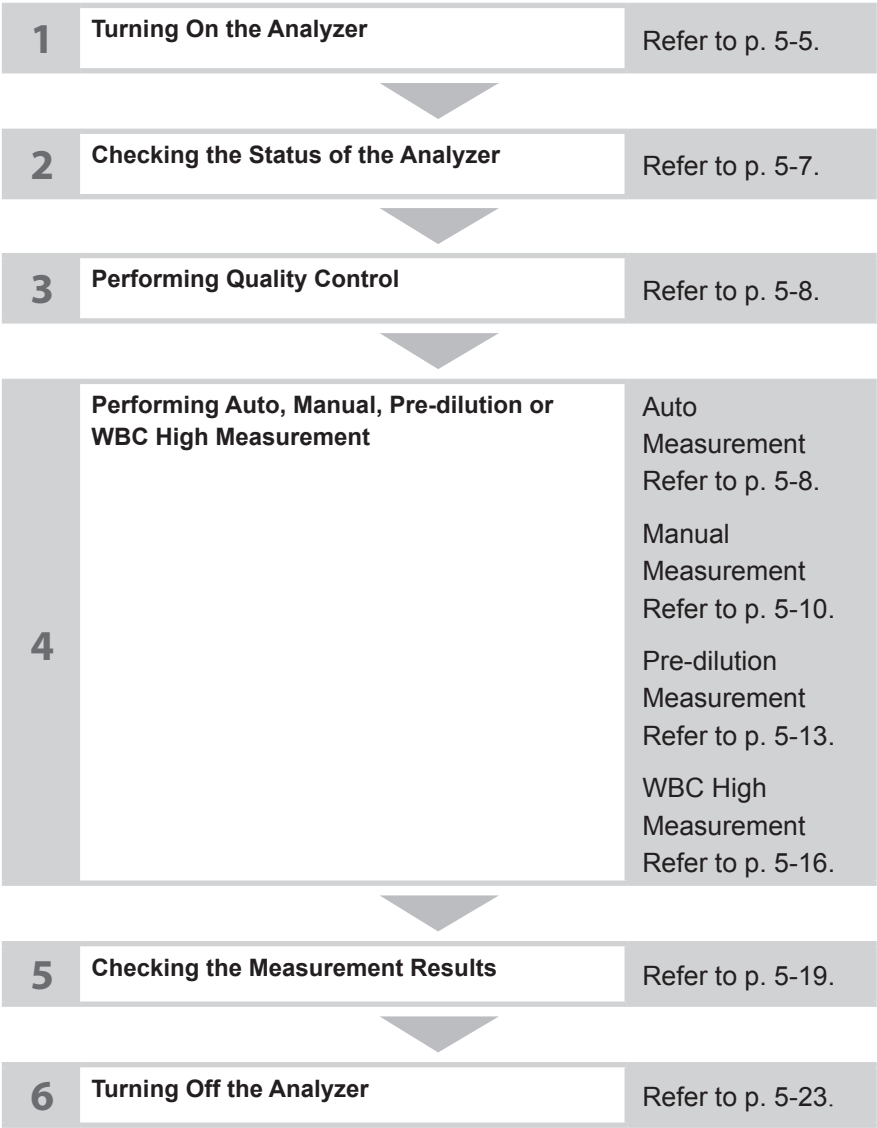 1
Turning On the Analyzer
Refer to p. 5-5.
2
Checking the Status of the Analyzer
Refer to p. 5-7.
3
Performing Quality Control
Refer to p. 5-8.
4
Performing Auto, Manual, Pre-dilution or
WBC High Measurement
Auto
Measurement
Refer to p. 5-8.
Manual
Measurement
Refer to p. 5-10.
Pre-dilution
Measurement
Refer to p. 5-13.
WBC High
Measurement
Refer to p. 5-16.
5
Checking the Measurement Results
Refer to p. 5-19.
6
Turning Off the Analyzer
Refer to p. 5-23.